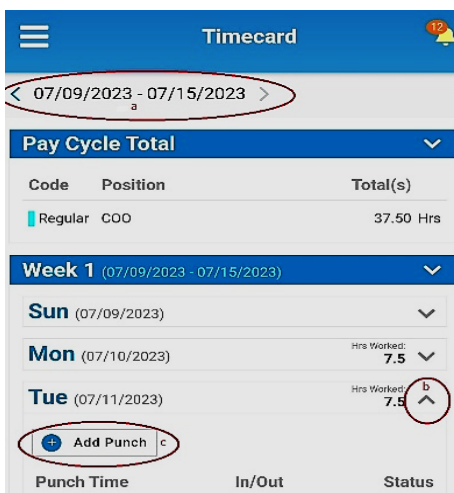 Timecard
12
07/09/2023 - 07/15/2023
a
Pay Cycle Total
Code Position Total(s)
Regular COO 37.50 Hrs
Week 1 (07/09/2023 - 07/15/2023)
Sun (07/09/2023)
Mon (07/10/2023) Hrs Worked: 7.5
Tue (07/11/2023) Hrs Worked: 7.5 b
Add Punch c
Punch Time In/Out Status